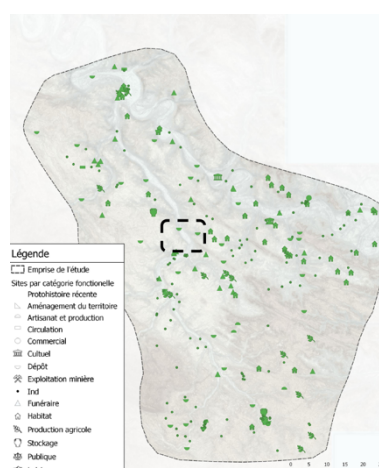 Légende
Emprise de l'étude
Sites par catégorie fonctionelle
Protohistoire récente
Aménagement du territoire
Artisanat et production
Circulation
Commercial
Cultuel
Dépôt
Exploitation minière
Ind
Funéraire
Habitat
Production agricole
Stockage
Publique
0 5 10 15 20